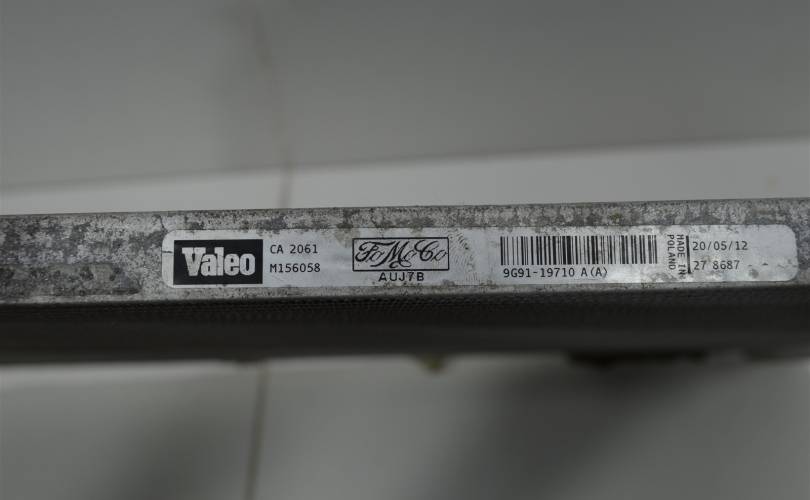 Valeo
CA 2061
M156058
FoMoCo
AUJ7B
9G91-19710 A(A)
MADE IN
POLAND
20/05/12
27 8687